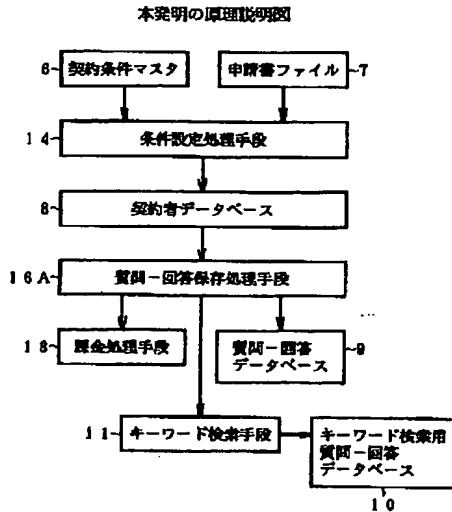 本発明の原理説明図
6 契約条件マスタ
申請書ファイル 7
14 条件設定処理手段
8 契約者データベース
16A 質問-回答保存処理手段
18 課金処理手段
質問-回答
データベース 9
11 キーワード検索手段
キーワード検索用
質問-回答
データベース
10